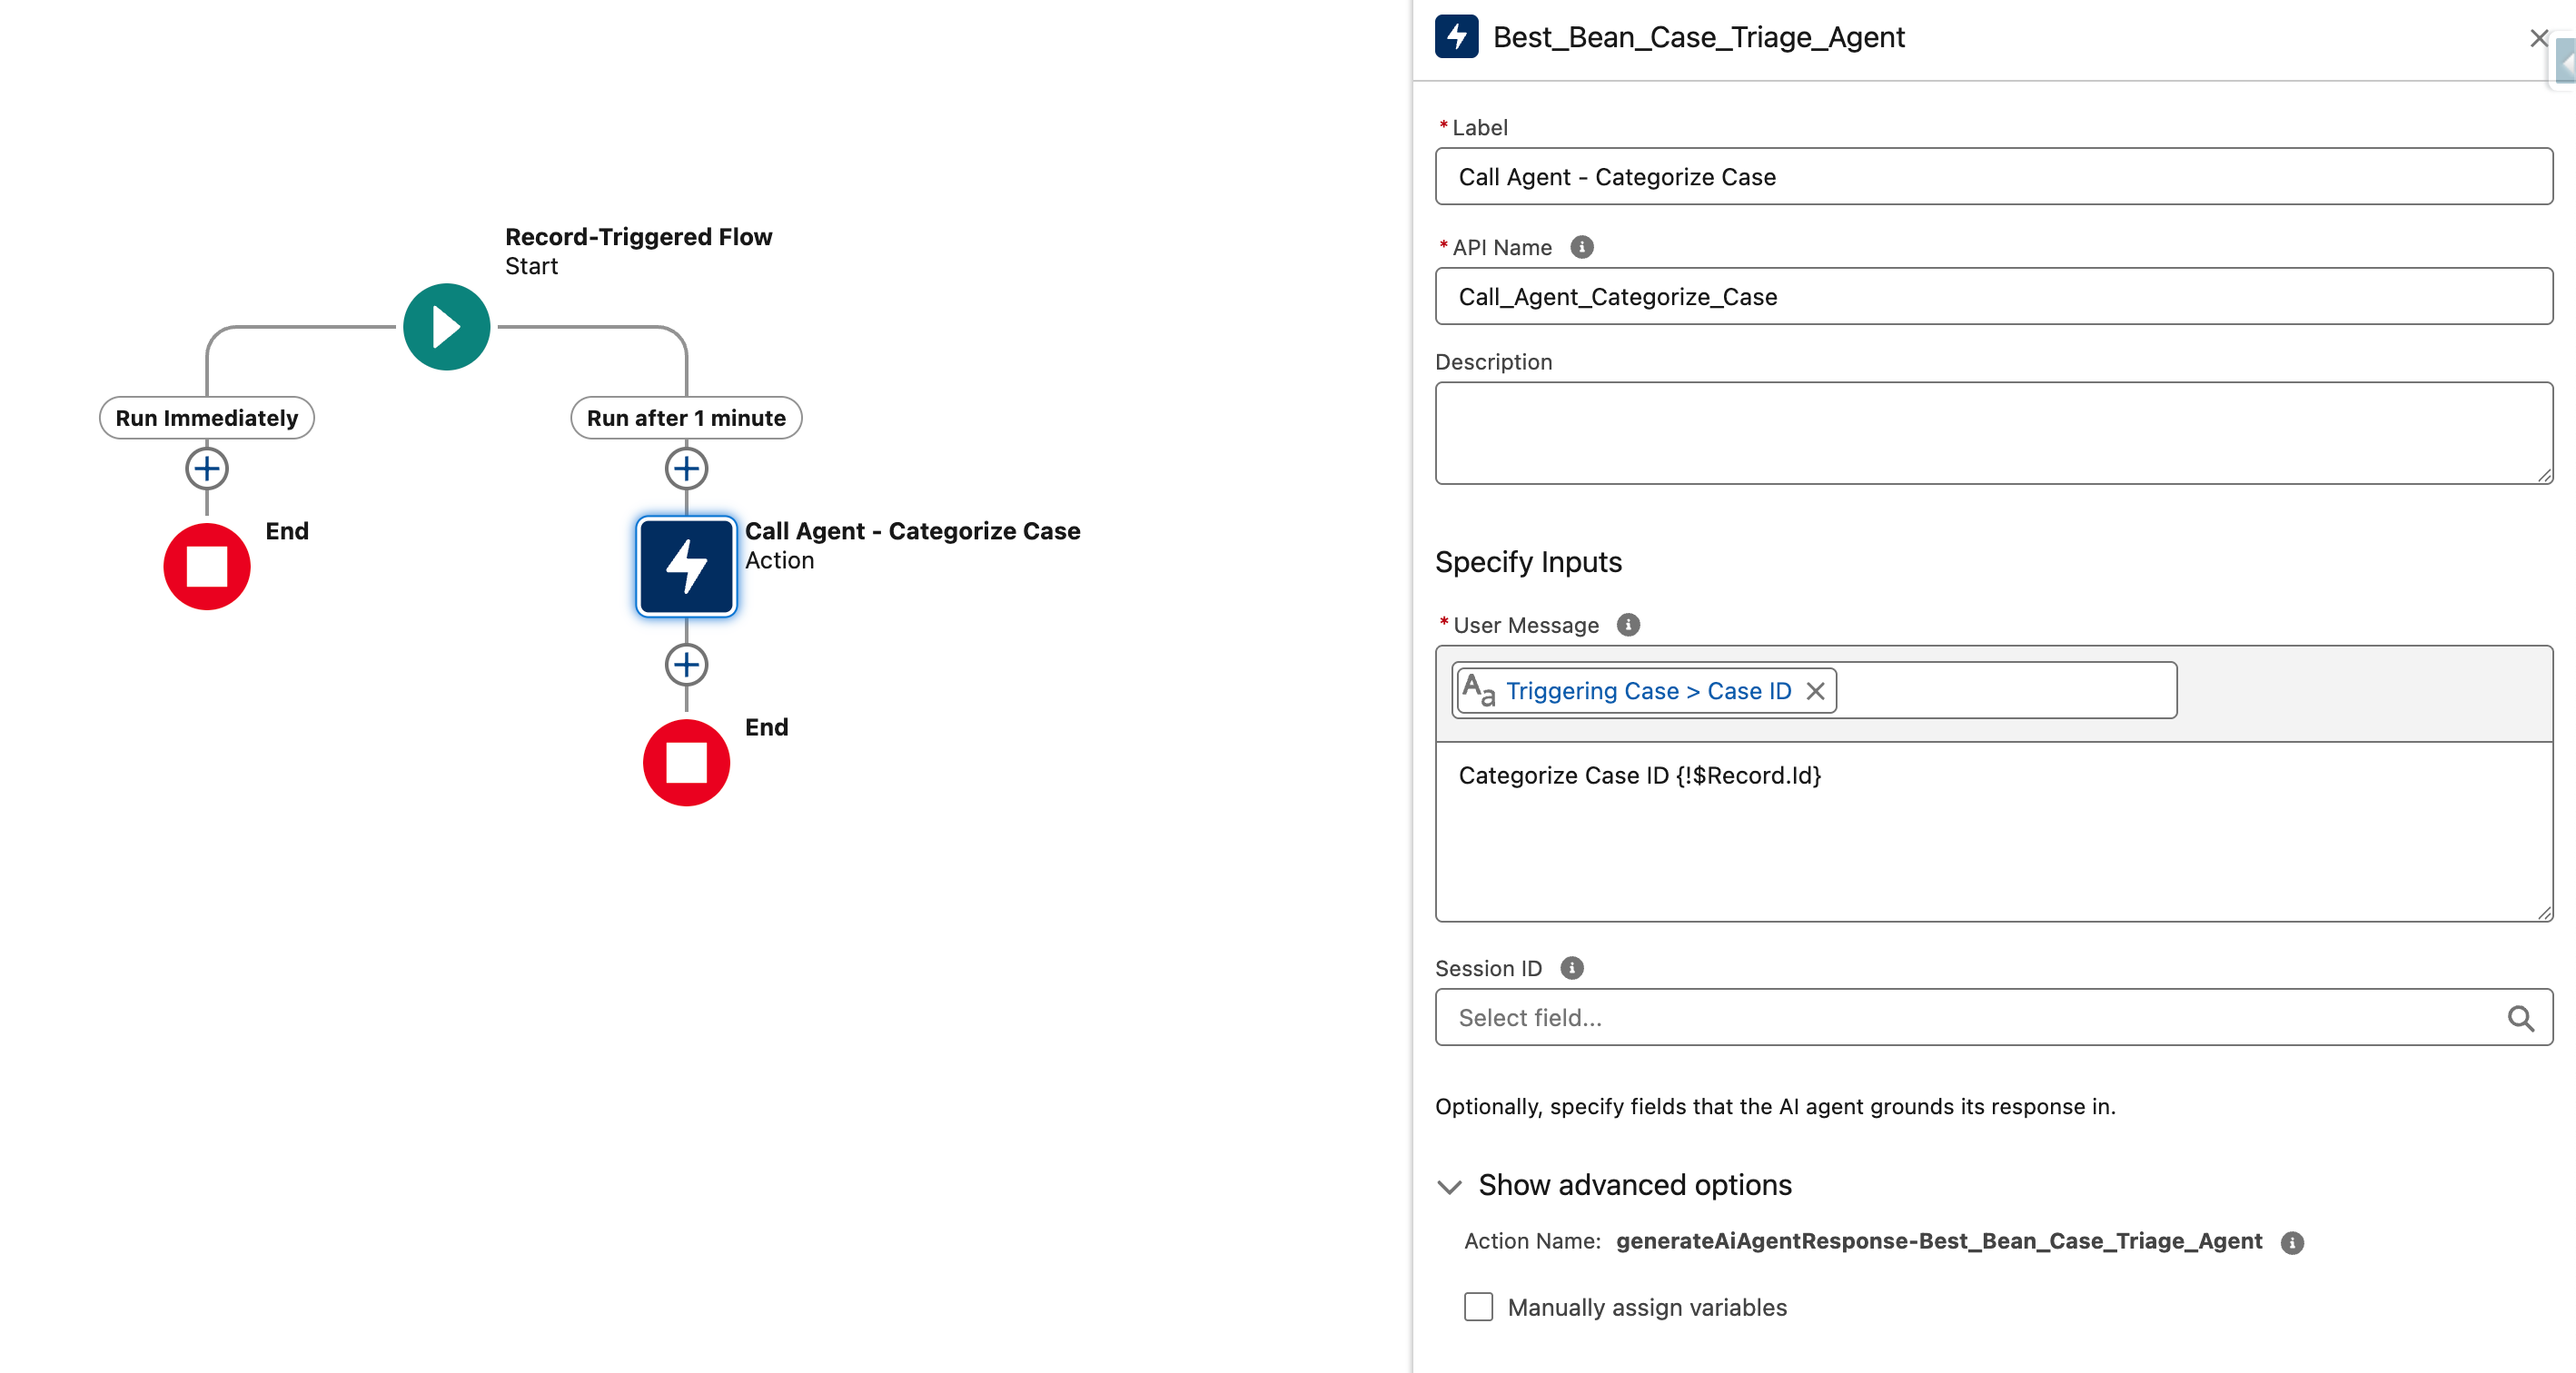 Record-Triggered Flow
Start
Run Immediately
Run after 1 minute
End
Call Agent - Categorize Case
Action
End
Best_Bean_Case_Triage_Agent
* Label
Call Agent - Categorize Case
* API Name
Call_Agent_Categorize_Case
Description
Specify Inputs
* User Message
Aa Triggering Case > Case ID
Categorize Case ID {!$Record.Id}
Session ID
Select field...
Optionally, specify fields that the AI agent grounds its response in.
Show advanced options
Action Name: generateAiAgentResponse-Best_Bean_Case_Triage_Agent
Manually assign variables